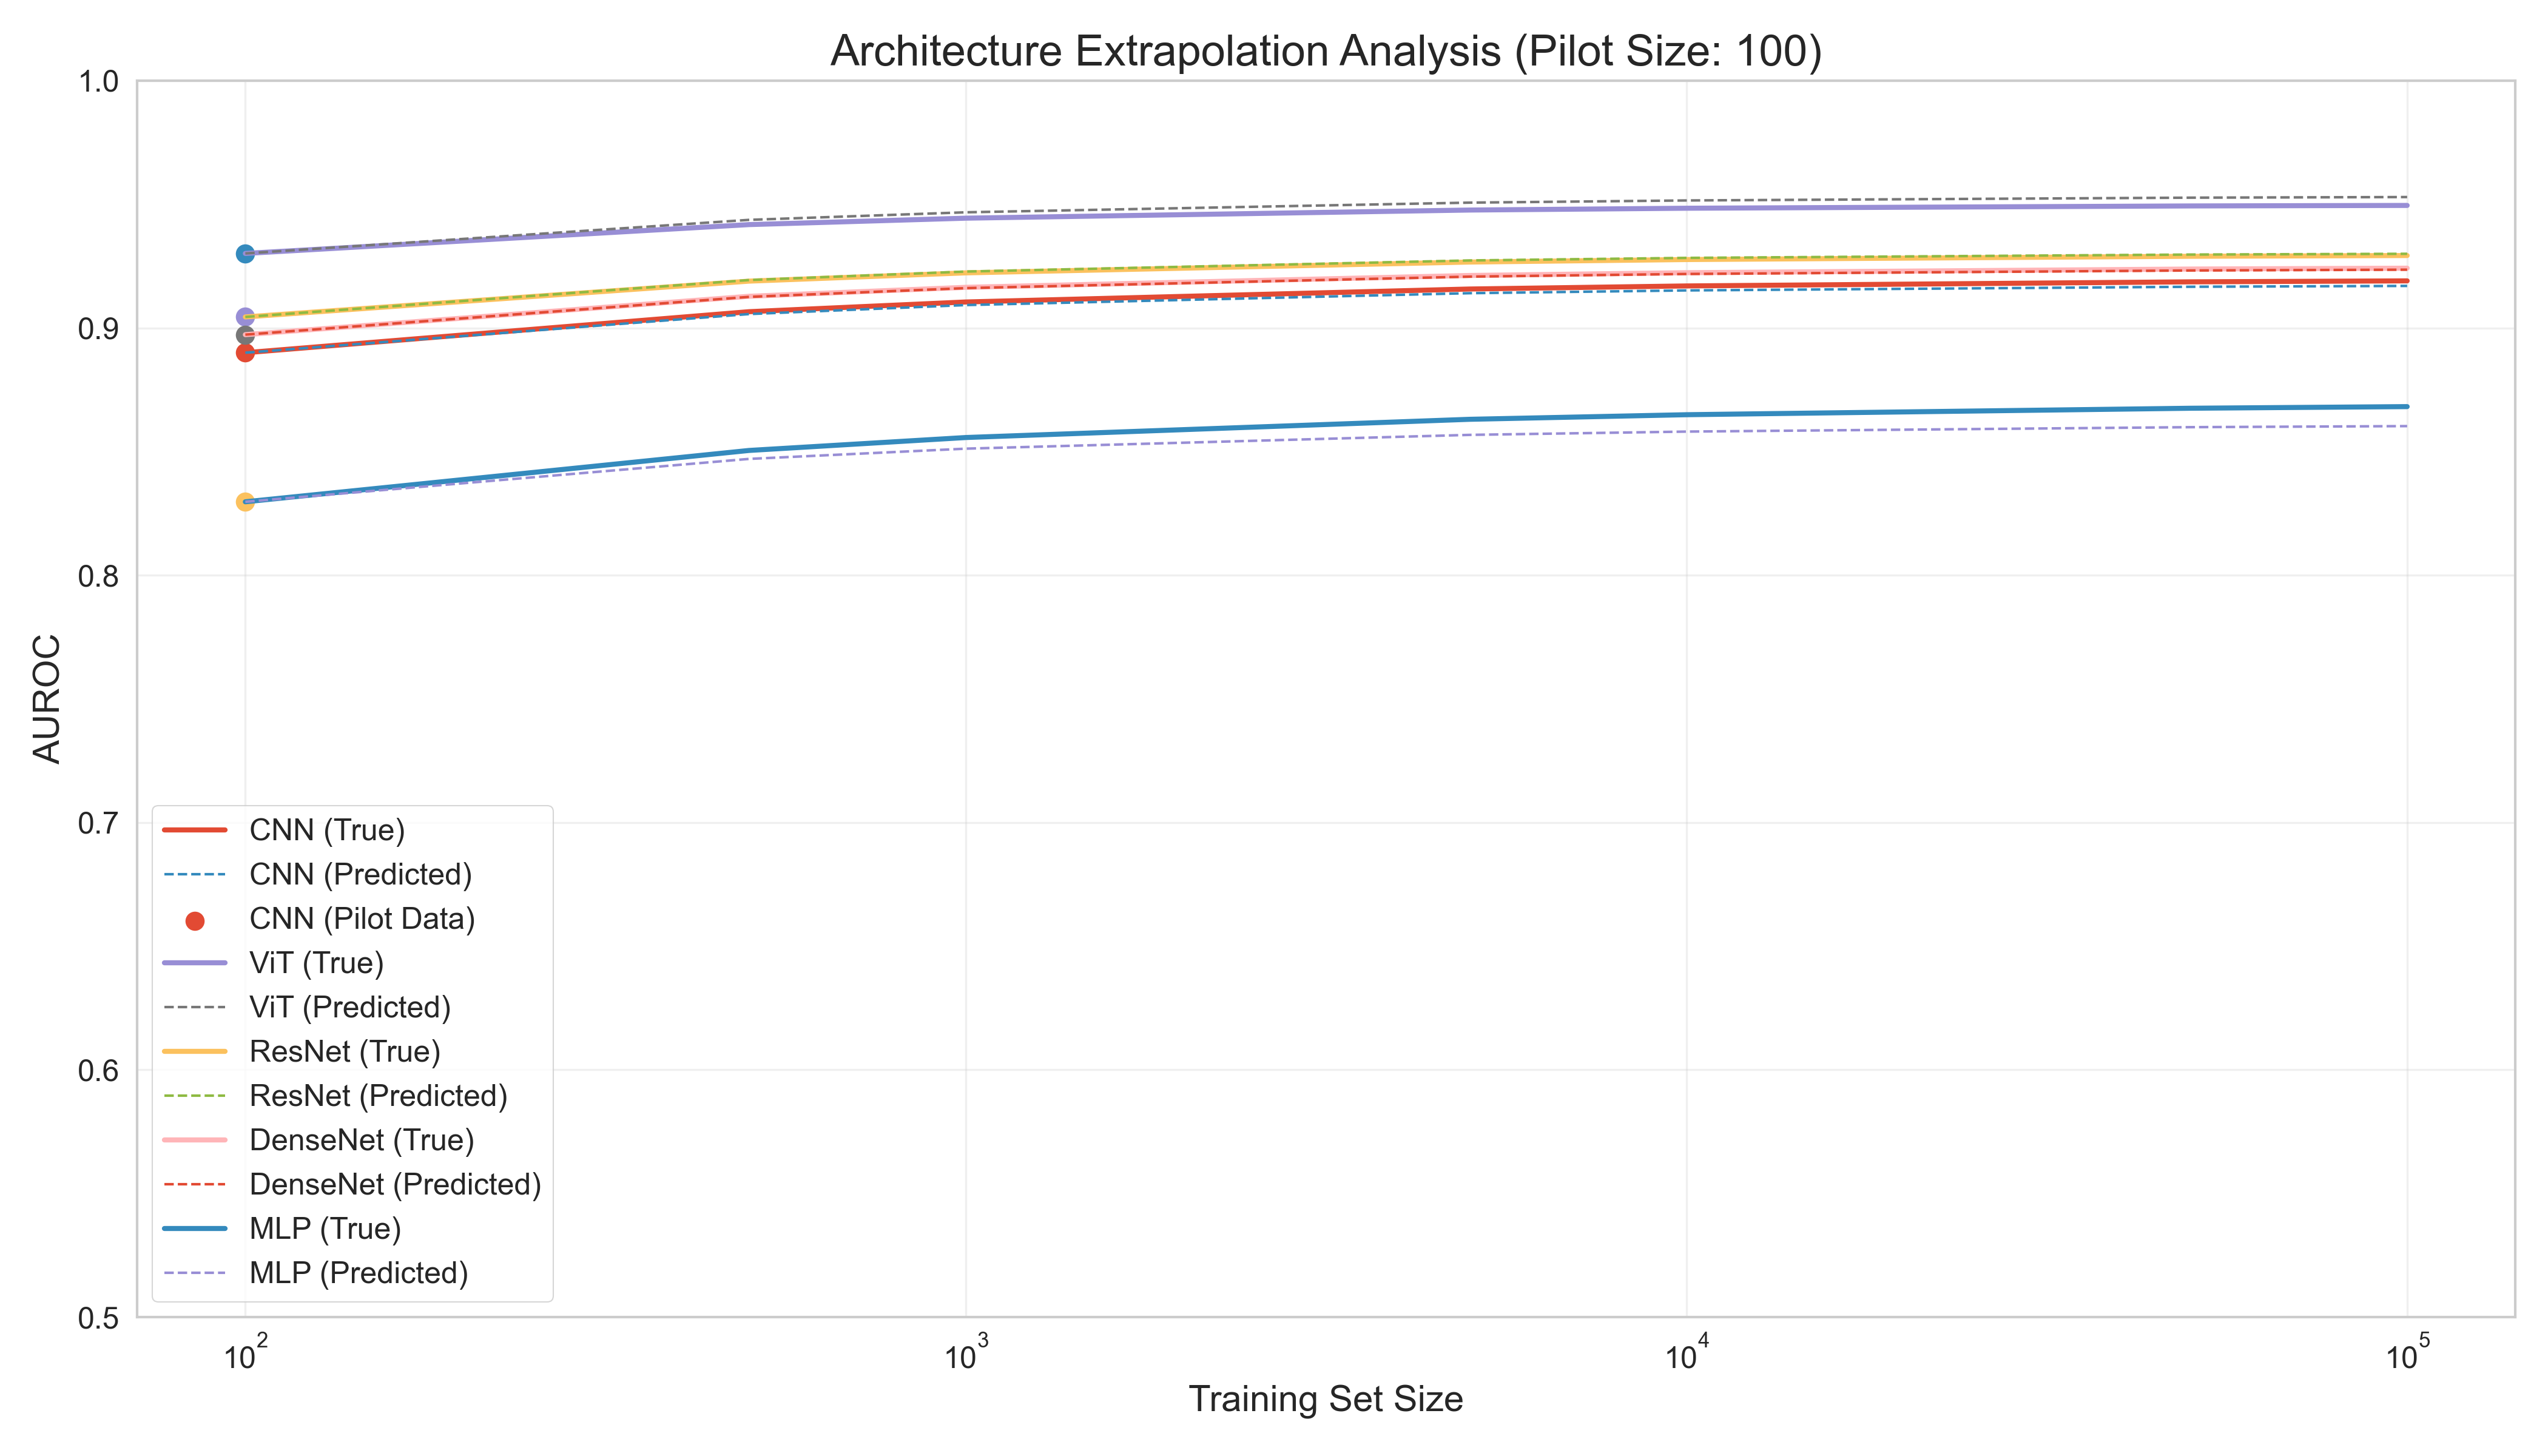 Architecture Extrapolation Analysis (Pilot Size: 100)
1.0
0.9
0.8
0.7
0.6
0.5
AUROC
CNN (True)
CNN (Predicted)
CNN (Pilot Data)
ViT (True)
ViT (Predicted)
ResNet (True)
ResNet (Predicted)
DenseNet (True)
DenseNet (Predicted)
MLP (True)
MLP (Predicted)
10² 10³ 10⁴ 10⁵
Training Set Size